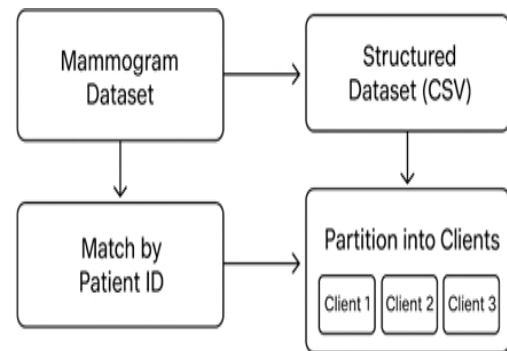 Mammogram
Dataset
Structured
Dataset (CSV)
Match by
Patient ID
Partition into Clients
Client 1
Client 2
Client 3